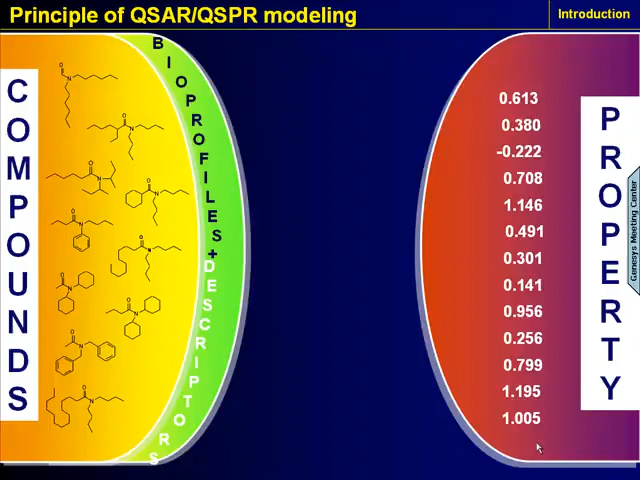 Principle of QSAR/QSPR modeling
Introduction
COMPOUNDS
BIOPROFILES+DESCRIPTORS
0.613
0.380
-0.222
0.708
1.146
0.491
0.301
0.141
0.956
0.256
0.799
1.195
1.005
PROPERTY
Genesys Meeting Center